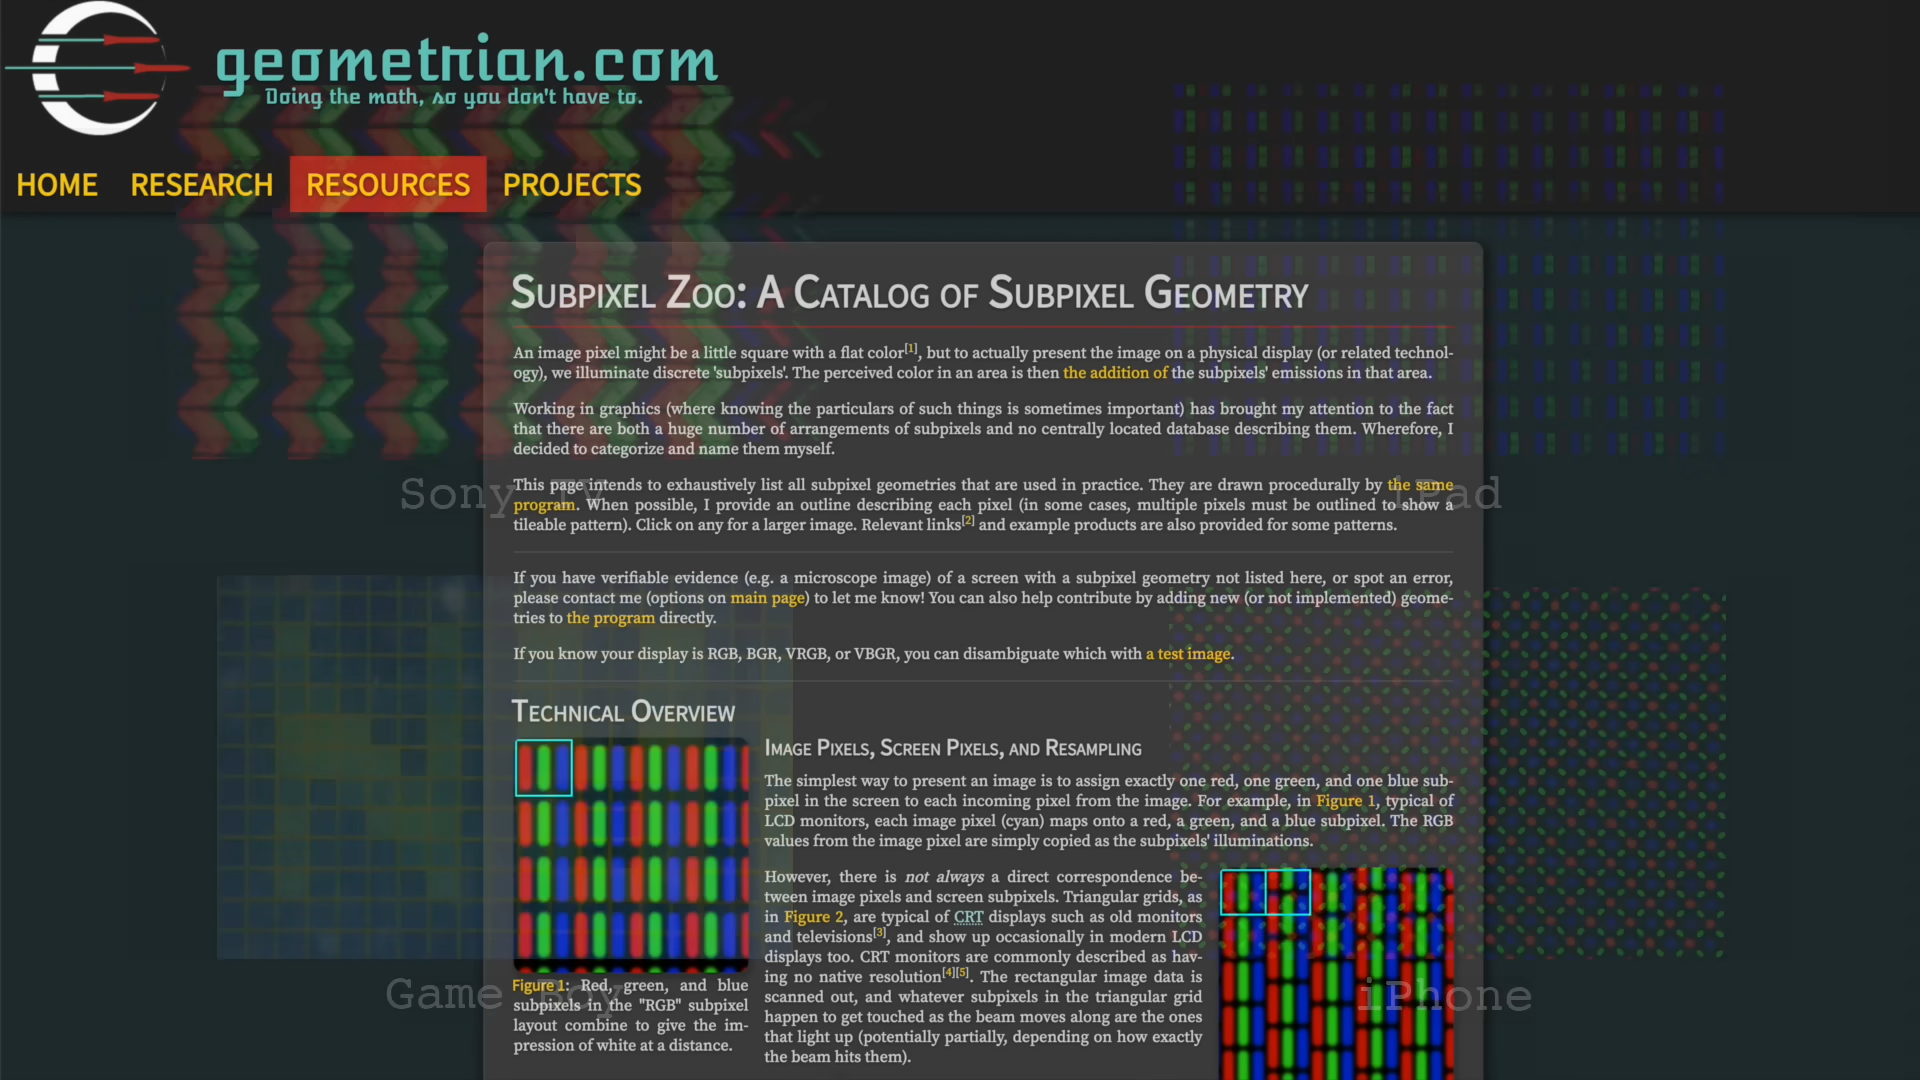 geometrian.com
Doing the math, so you don't have to.
HOME RESEARCH RESOURCES PROJECTS
SUBPIXEL ZOO: A CATALOG OF SUBPIXEL GEOMETRY
An image pixel might be a little square with a flat color[1], but to actually present the image on a physical display (or related technol-
ogy), we illuminate discrete 'subpixels'. The perceived color in an area is then the addition of the subpixels' emissions in that area.
Working in graphics (where knowing the particulars of such things is sometimes important) has brought my attention to the fact
that there are both a huge number of arrangements of subpixels and no centrally located database describing them. Wherefore, I
decided to categorize and name them myself.
This page intends to exhaustively list all subpixel geometries that are used in practice. They are drawn procedurally by the same
program. When possible, I provide an outline describing each pixel (in some cases, multiple pixels must be outlined to show a
tileable pattern). Click on any for a larger image. Relevant links[2] and example products are also provided for some patterns.
Sony TV
iPad
If you have verifiable evidence (e.g. a microscope image) of a screen with a subpixel geometry not listed here, or spot an error,
please contact me (options on main page) to let me know! You can also help contribute by adding new (or not implemented) geome-
tries to the program directly.
If you know your display is RGB, BGR, VRGB, or VBGR, you can disambiguate which with a test image.
TECHNICAL OVERVIEW
Figure 1: Red, green, and blue
subpixels in the "RGB" subpixel
layout combine to give the im-
pression of white at a distance.
IMAGE PIXELS, SCREEN PIXELS, AND RESAMPLING
The simplest way to present an image is to assign exactly one red, one green, and one blue sub-
pixel in the screen to each incoming pixel from the image. For example, in Figure 1, typical of
LCD monitors, each image pixel (cyan) maps onto a red, a green, and a blue subpixel. The RGB
values from the image pixel are simply copied as the subpixels' illuminations.
However, there is not always a direct correspondence be-
tween image pixels and screen subpixels. Triangular grids, as
in Figure 2, are typical of CRT displays such as old monitors
and televisions[3], and show up occasionally in modern LCD
displays too. CRT monitors are commonly described as hav-
ing no native resolution[4][5]. The rectangular image data is
scanned out, and whatever subpixels in the triangular grid
happen to get touched as the beam moves along are the ones
that light up (potentially partially, depending on how exactly
the beam hits them).
Game Boy
iPhone